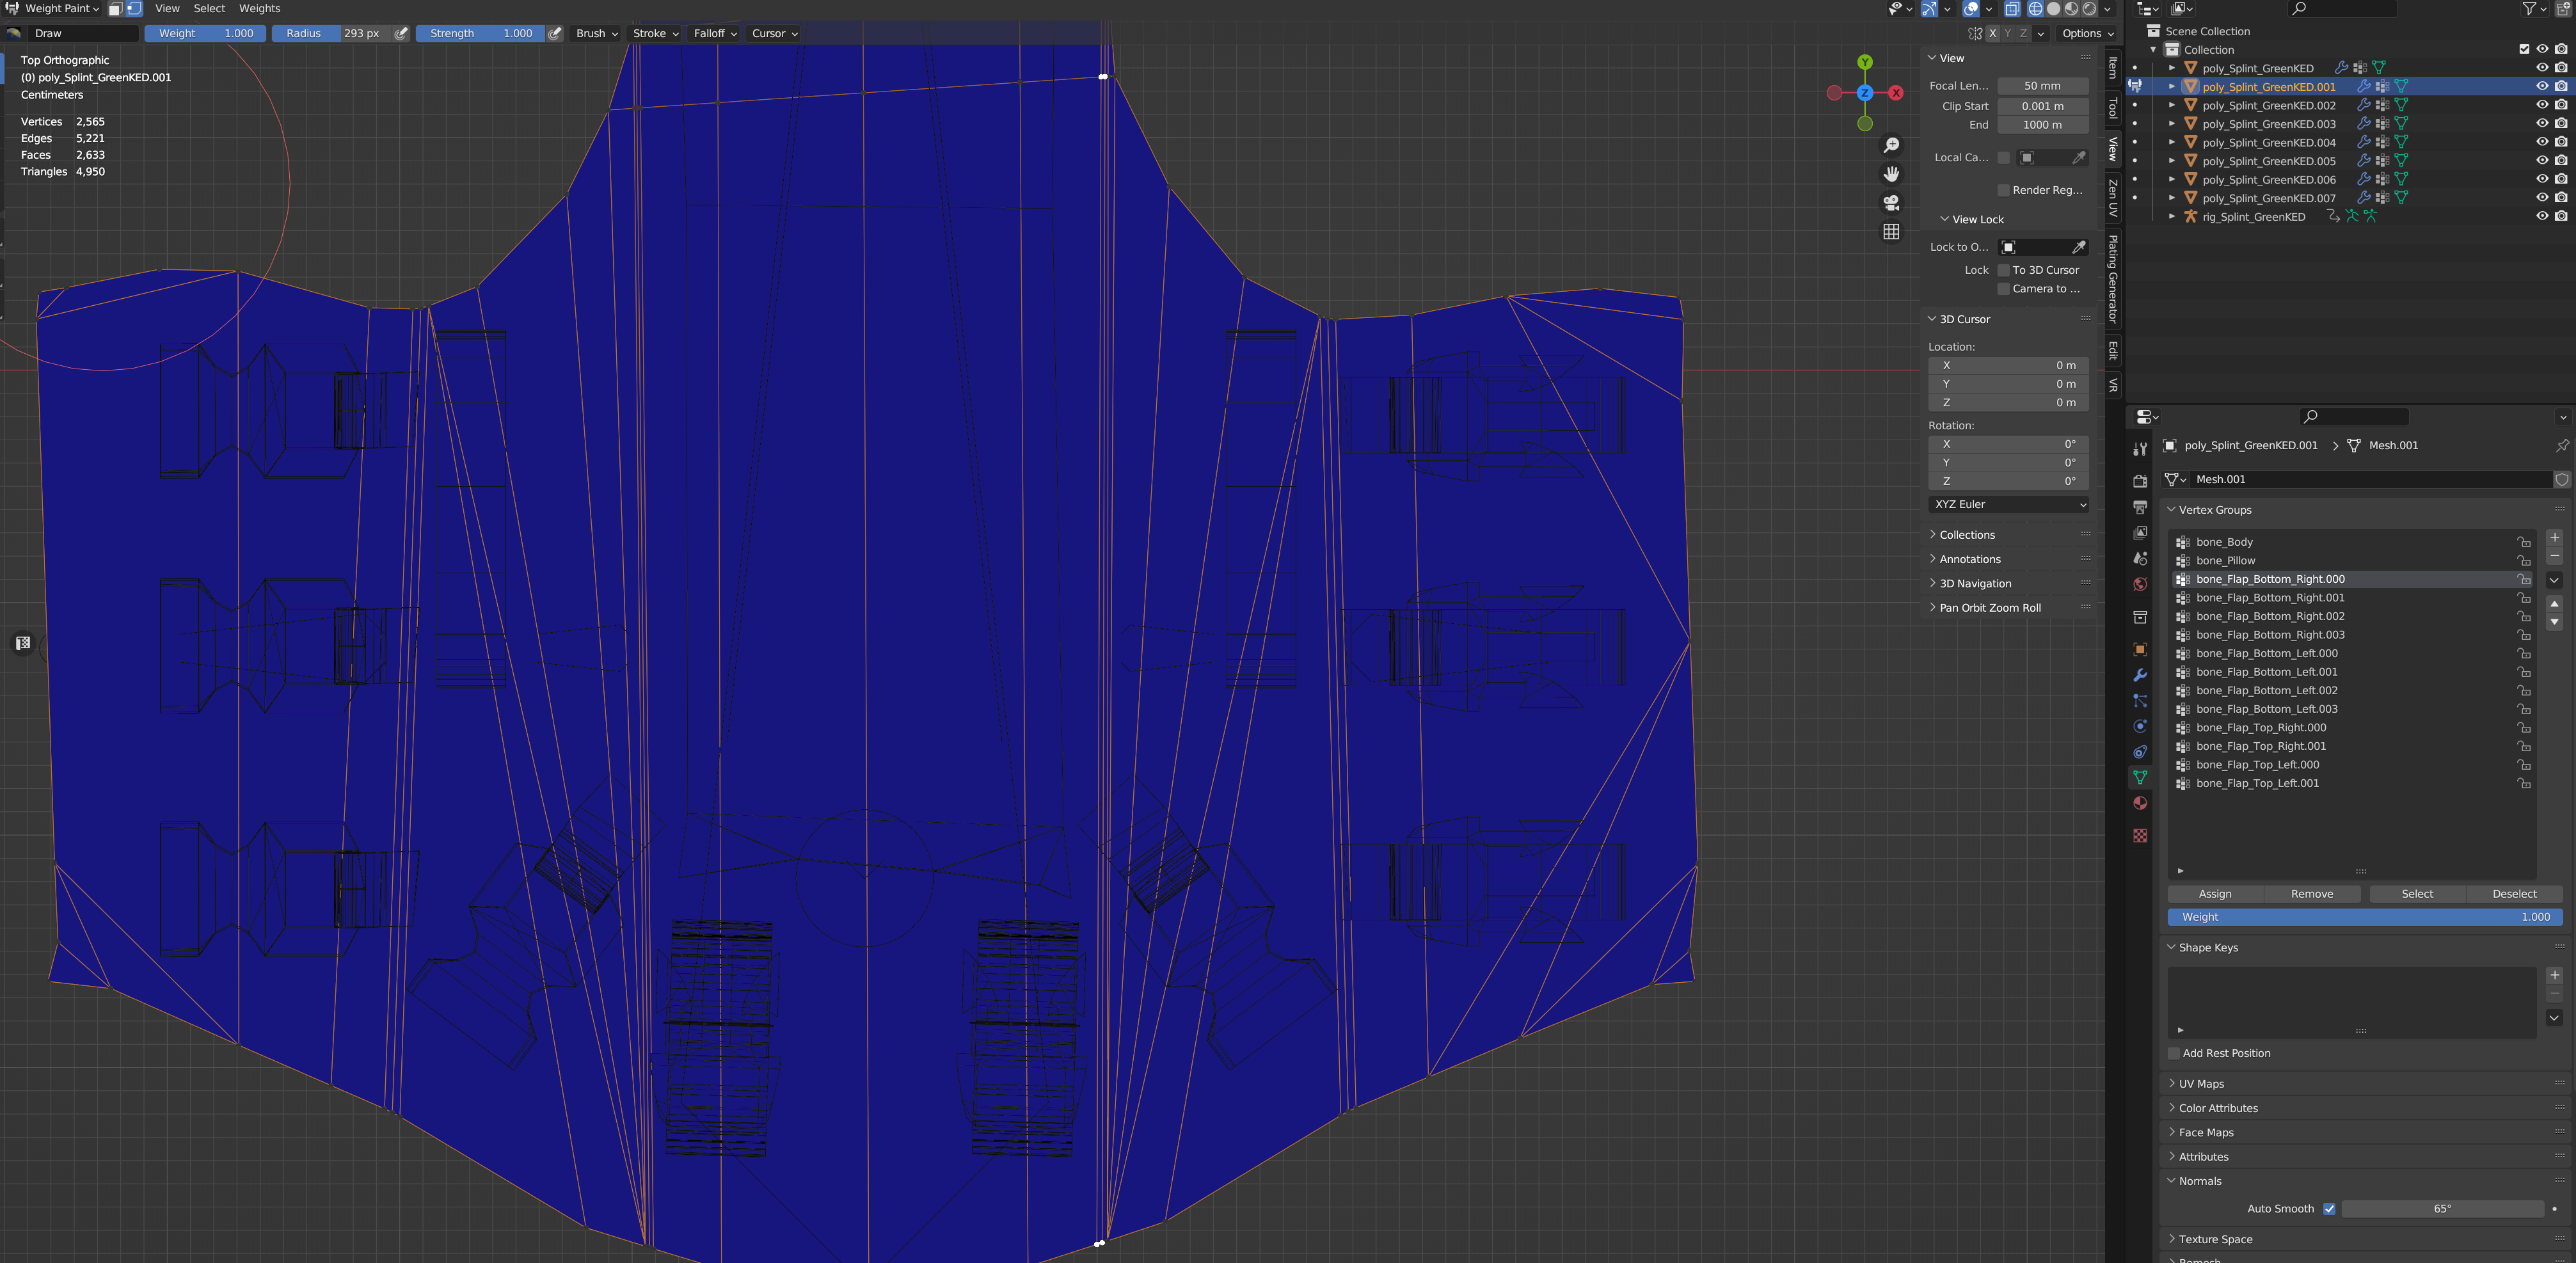 Weight Paint View Select Weights
Draw Weight 1.000 Radius 293 px Strength 1.000 Brush Stroke Falloff Cursor X Y Z Options
Top Orthographic
(0) poly_Splint_GreenKED.001
Centimeters
Vertices 2,565
Edges 5,221
Faces 2,633
Triangles 4,950
Y
Z X
View
Focal Len... 50 mm
Clip Start 0.001 m
End 1000 m
Local Ca...
Render Reg...
View Lock
Lock to O...
Lock To 3D Cursor
Camera to ...
3D Cursor
Location:
X 0 m
Y 0 m
Z 0 m
Rotation:
X 0°
Y 0°
Z 0°
XYZ Euler
Collections
Annotations
3D Navigation
Pan Orbit Zoom Roll
Item
Tool
View
Zen UV
Plating Generator
Edit
VR
Scene Collection
Collection
poly_Splint_GreenKED
poly_Splint_GreenKED.001
poly_Splint_GreenKED.002
poly_Splint_GreenKED.003
poly_Splint_GreenKED.004
poly_Splint_GreenKED.005
poly_Splint_GreenKED.006
poly_Splint_GreenKED.007
rig_Splint_GreenKED
poly_Splint_GreenKED.001 > Mesh.001
Mesh.001
Vertex Groups
bone_Body
bone_Pillow
bone_Flap_Bottom_Right.000
bone_Flap_Bottom_Right.001
bone_Flap_Bottom_Right.002
bone_Flap_Bottom_Right.003
bone_Flap_Bottom_Left.000
bone_Flap_Bottom_Left.001
bone_Flap_Bottom_Left.002
bone_Flap_Bottom_Left.003
bone_Flap_Top_Right.000
bone_Flap_Top_Right.001
bone_Flap_Top_Left.000
bone_Flap_Top_Left.001
Assign Remove Select Deselect
Weight 1.000
Shape Keys
Add Rest Position
UV Maps
Color Attributes
Face Maps
Attributes
Normals
Auto Smooth 65°
Texture Space
Remesh